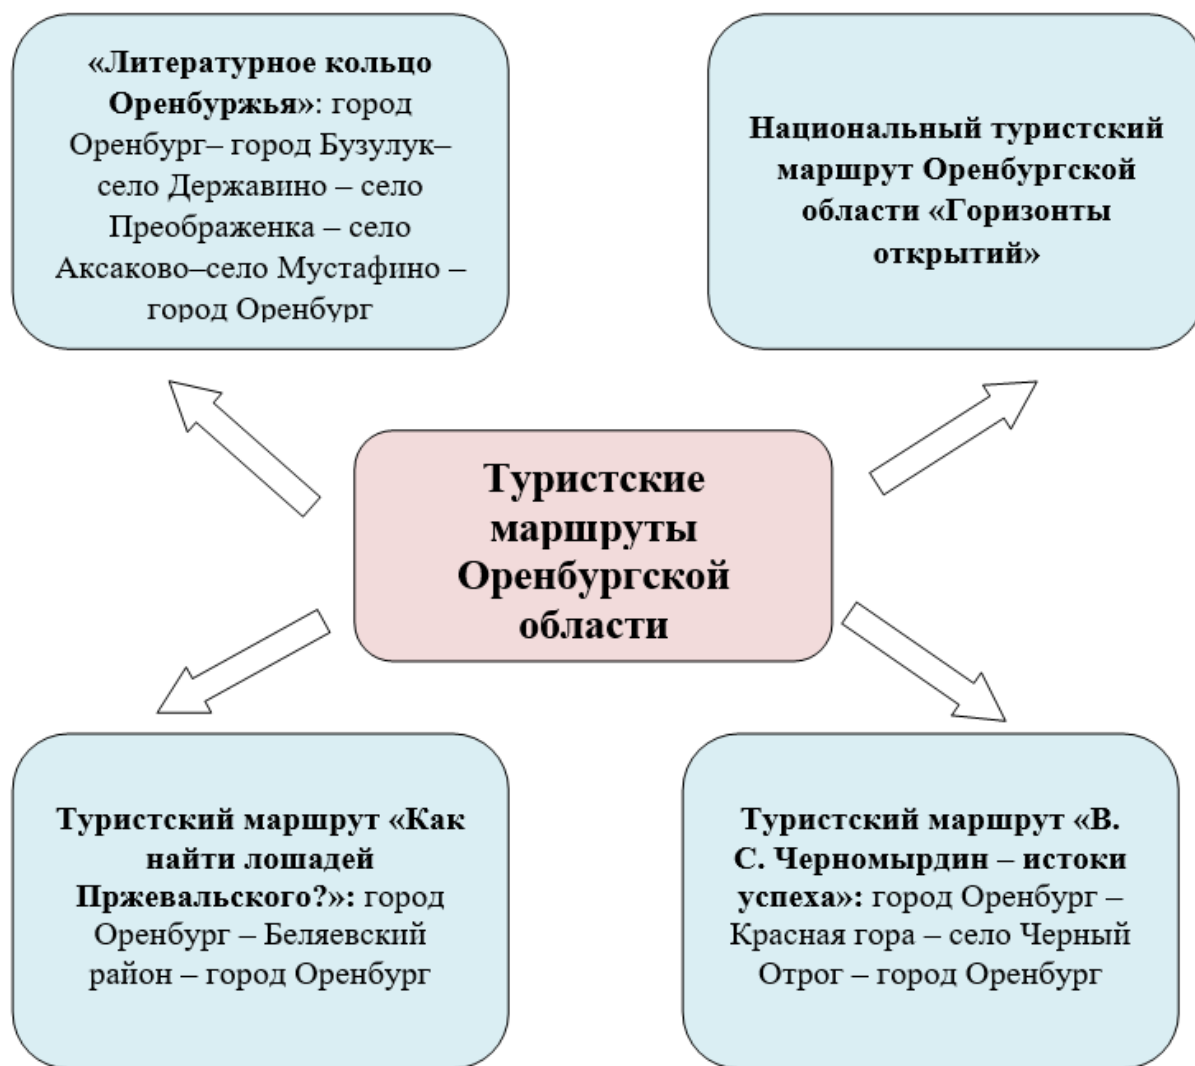 «Литературное кольцо
Оренбуржья»: город
Оренбург– город Бузулук–
село Державино – село
Преображенка – село
Аксаково–село Мустафино –
город Оренбург
Национальный туристский
маршрут Оренбургской
области «Горизонты
открытий»
Туристские
маршруты
Оренбургской
области
Туристский маршрут «Как
найти лошадей
Пржевальского?»: город
Оренбург – Беляевский
район – город Оренбург
Туристский маршрут «В.
С. Черномырдин – истоки
успеха»: город Оренбург –
Красная гора – село Черный
Отрог – город Оренбург